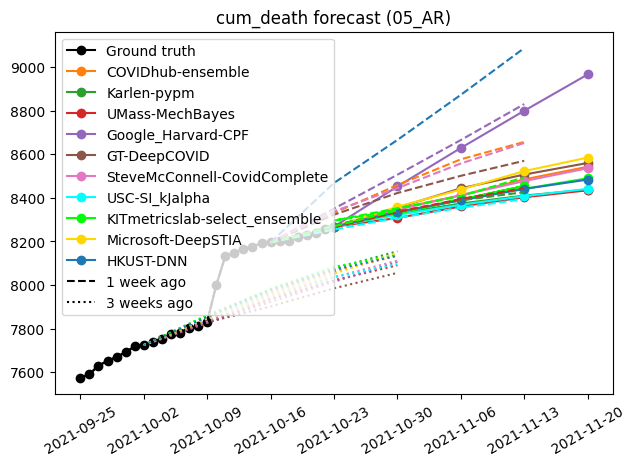 cum_death forecast (05_AR)
9000
8800
8600
8400
8200
8000
7800
7600
Ground truth
COVIDhub-ensemble
Karlen-pypm
UMass-MechBayes
Google_Harvard-CPF
GT-DeepCOVID
SteveMcConnell-CovidComplete
USC-SI_kJalpha
KITmetricslab-select_ensemble
Microsoft-DeepSTIA
HKUST-DNN
1 week ago
3 weeks ago
2021-09-25
2021-10-02
2021-10-09
2021-10-16
2021-10-23
2021-10-30
2021-11-06
2021-11-13
2021-11-20